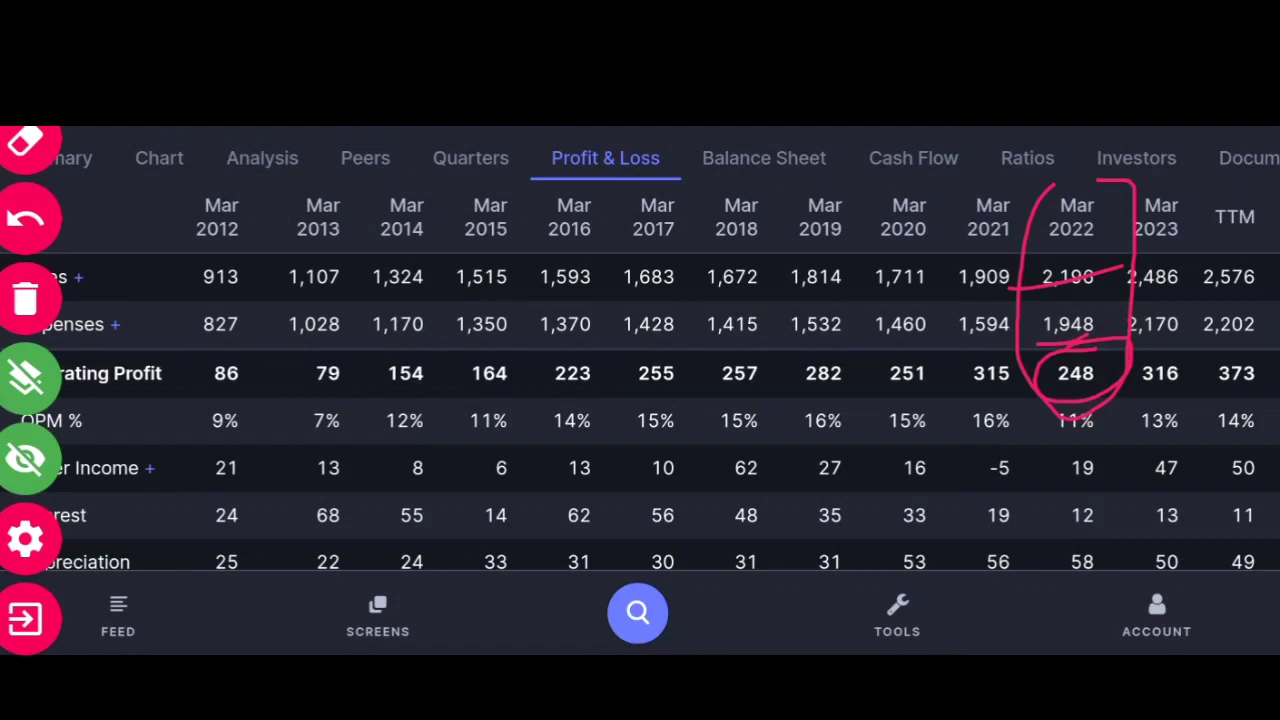 mary Chart Analysis Peers Quarters Profit & Loss Balance Sheet Cash Flow Ratios Investors Docum
Mar 2012 Mar 2013 Mar 2014 Mar 2015 Mar 2016 Mar 2017 Mar 2018 Mar 2019 Mar 2020 Mar 2021 Mar 2022 Mar 2023 TTM
es + 913 1,107 1,324 1,515 1,593 1,683 1,672 1,814 1,711 1,909 2,196 2,486 2,576
penses + 827 1,028 1,170 1,350 1,370 1,428 1,415 1,532 1,460 1,594 1,948 2,170 2,202
rating Profit 86 79 154 164 223 255 257 282 251 315 248 316 373
OPM % 9% 7% 12% 11% 14% 15% 15% 16% 15% 16% 11% 13% 14%
er Income + 21 13 8 6 13 10 62 27 16 -5 19 47 50
erest 24 68 55 14 62 56 48 35 33 19 12 13 11
preciation 25 22 24 33 31 30 31 31 53 56 58 50 49
FEED SCREENS TOOLS ACCOUNT